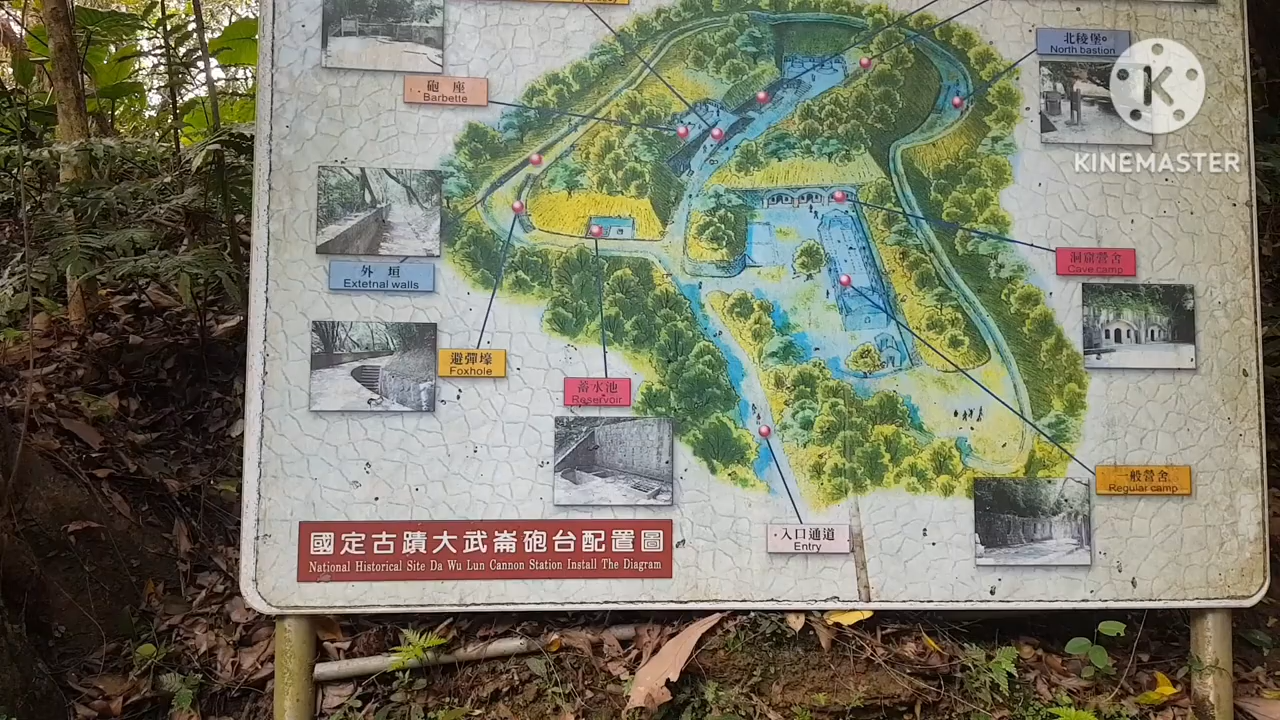 北稜堡
North bastion
K
KINEMASTER
砲座
Barbette
洞窟營舍
Cave camp
外垣
Extetnal walls
避彈壕
Foxhole
蓄水池
Reservoir
一般營舍
Regular camp
入口通道
Entry
國定古蹟大武崙砲台配置圖
National Historical Site Da Wu Lun Cannon Station Install The Diagram